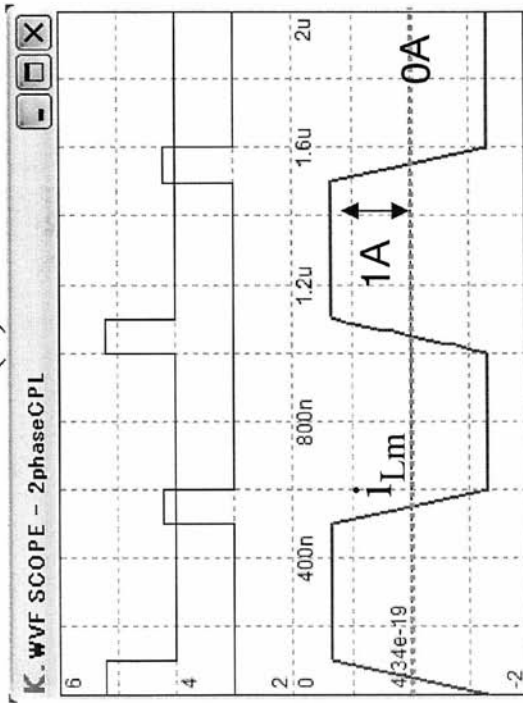 K.WVF SCOPE - 2phaseCPL
6
4
2
0
400n
800n
1.2u
1.6u
2u
4.34e-19
iLm
1A
0A
-2